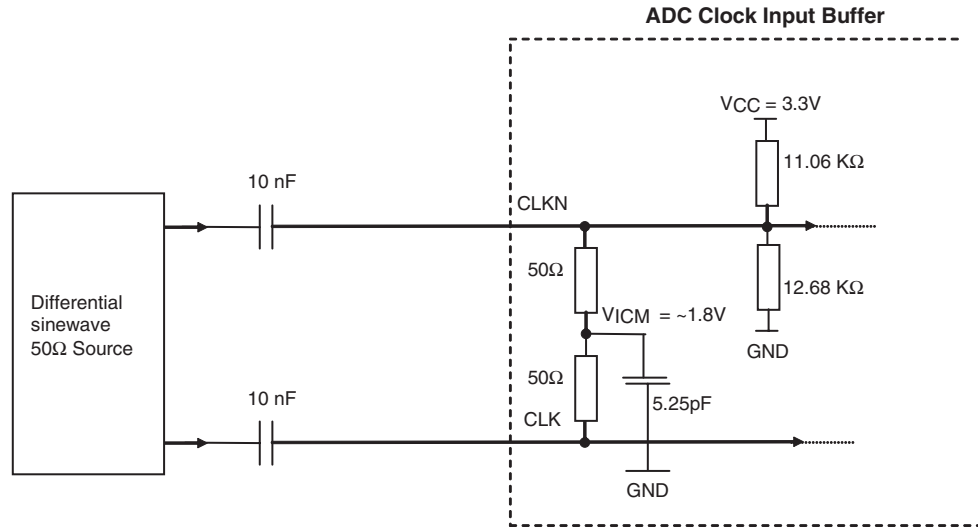 ADC Clock Input Buffer
VCC = 3.3V
11.06 KΩ
10 nF
CLKN
50Ω
12.68 KΩ
Differential
sinewave
50Ω Source
VICM = ~1.8V
GND
50Ω
10 nF
5.25pF
CLK
GND